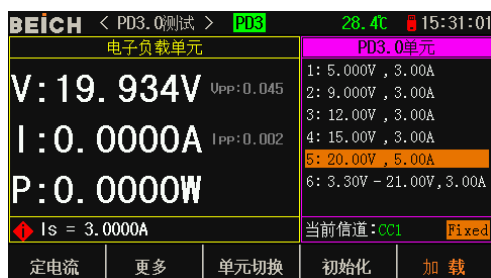 BEICH < PD3.0测试 > PD3 28.4℃ 15:31:01
电子负载单元
V:19.934V Vpp:0.045
I:0.0000A Ipp:0.002
P:0.0000W
Is = 3.0000A
PD3.0单元
1: 5.000V , 3.00A
2: 9.000V , 3.00A
3: 12.00V , 3.00A
4: 15.00V , 3.00A
5: 20.00V , 5.00A
6: 3.30V - 21.00V, 3.00A
当前信道:CC1 Fixed
定电流 更多 单元切换 初始化 加 载